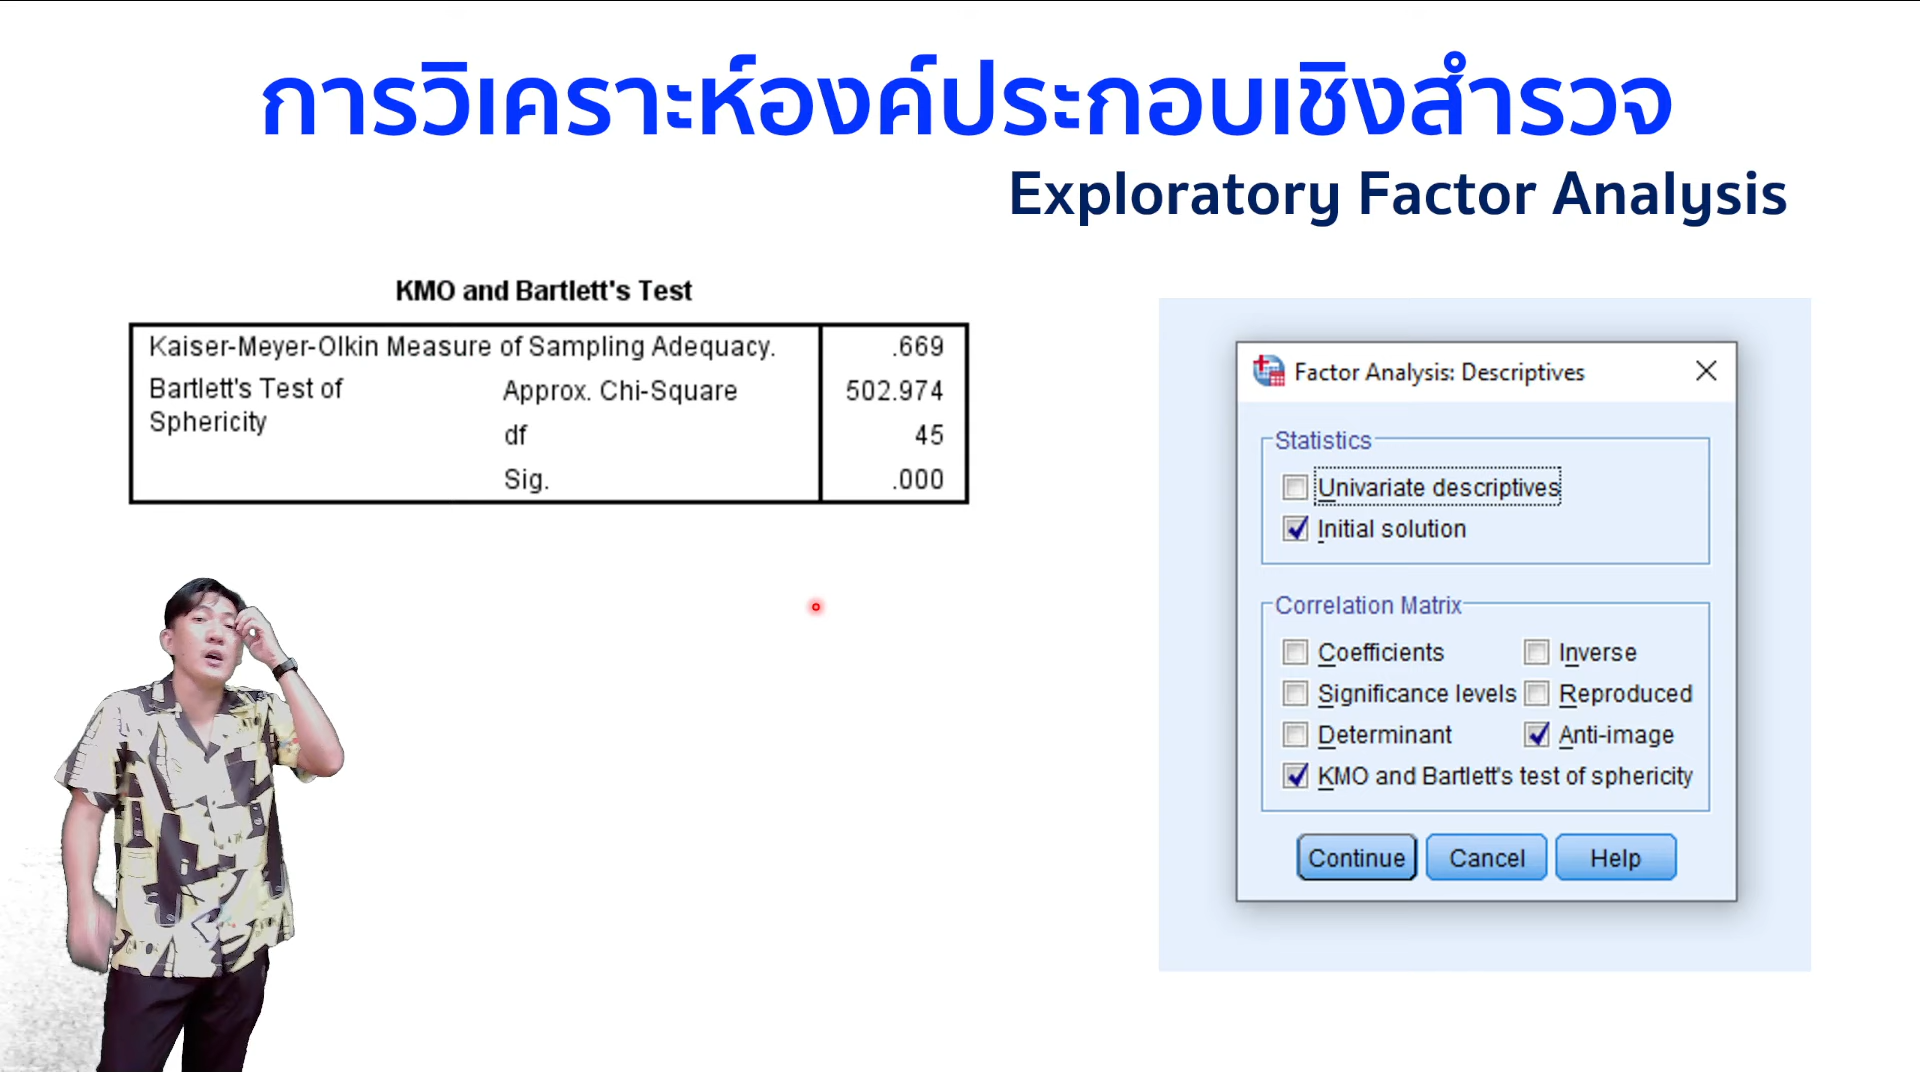 การวิเคราะห์องค์ประกอบเชิงสำรวจ
Exploratory Factor Analysis
KMO and Bartlett's Test
Kaiser-Meyer-Olkin Measure of Sampling Adequacy. .669
Bartlett's Test of Sphericity Approx. Chi-Square 502.974
df 45
Sig. .000
Factor Analysis: Descriptives
Statistics
Univariate descriptives
Initial solution
Correlation Matrix
Coefficients Inverse
Significance levels Reproduced
Determinant Anti-image
KMO and Bartlett's test of sphericity
Continue Cancel Help